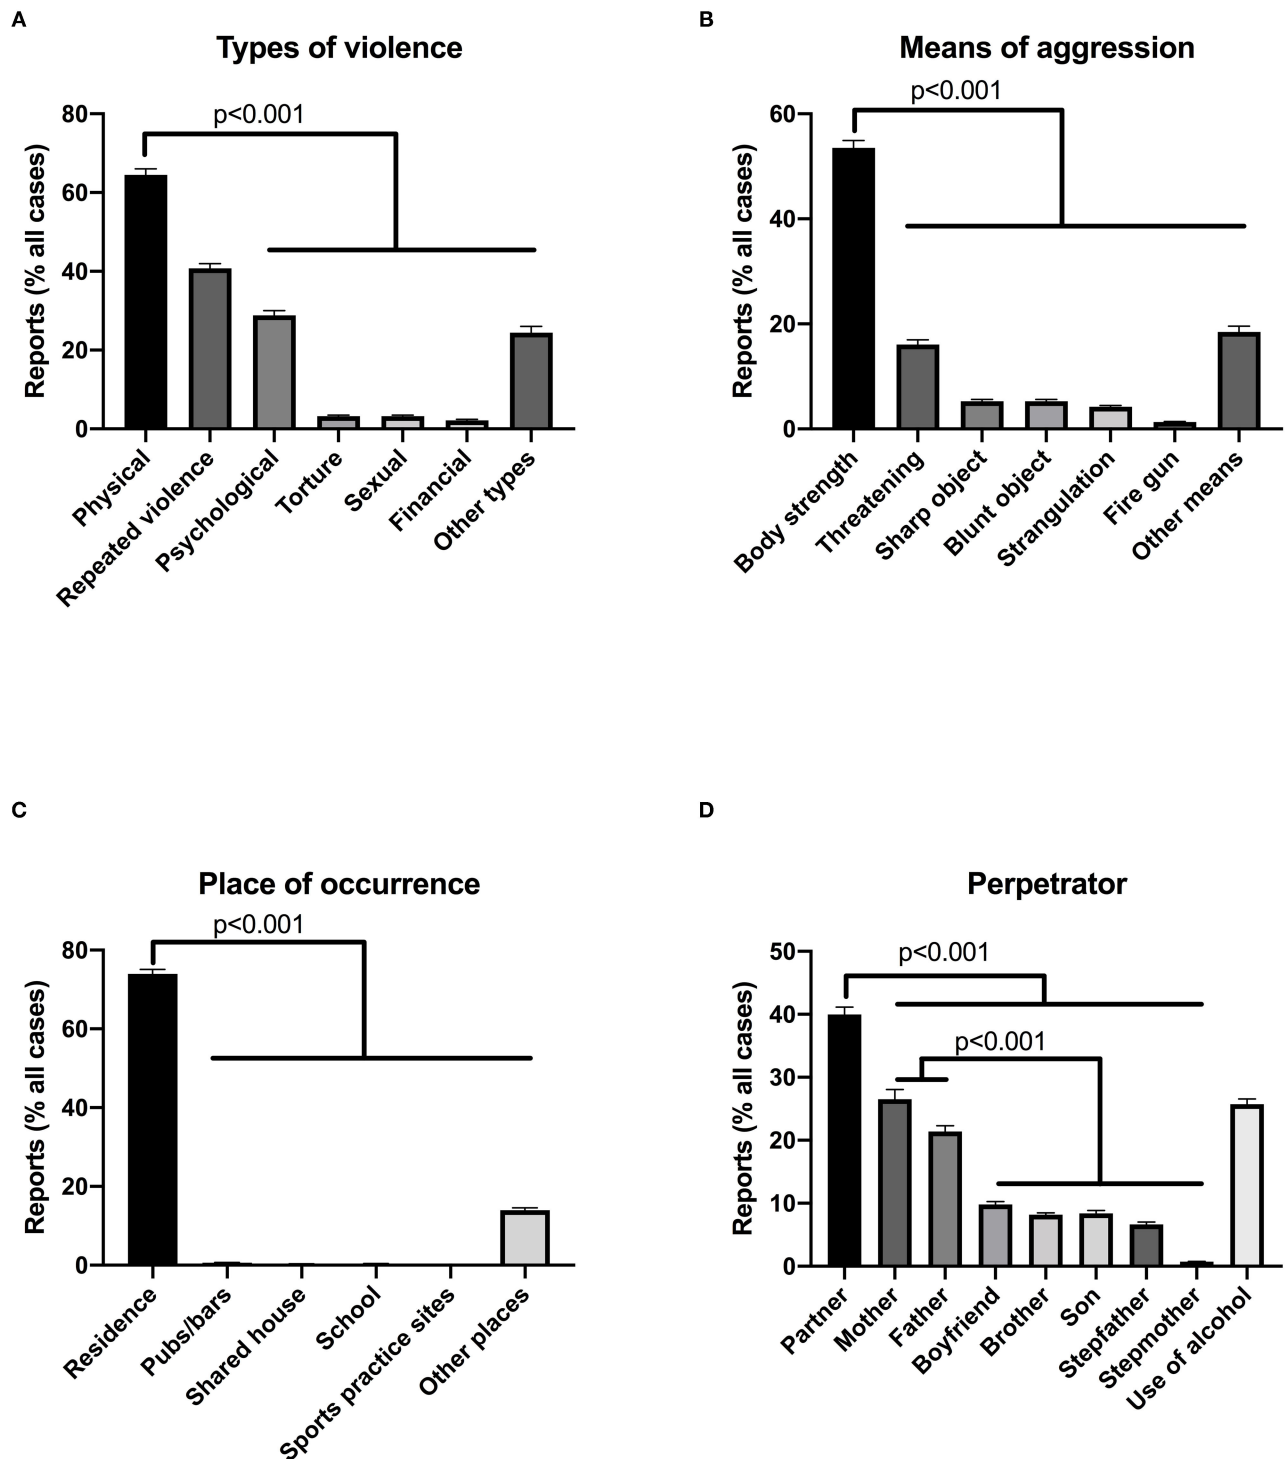 A
Types of violence
p<0.001
Reports (% all cases)
80
60
40
20
0
Physical
Repeated violence
Psychological
Torture
Sexual
Financial
Other types
B
Means of aggression
p<0.001
Reports (% all cases)
60
40
20
0
Body strength
Threatening
Sharp object
Blunt object
Strangulation
Fire gun
Other means
C
Place of occurrence
p<0.001
Reports (% all cases)
80
60
40
20
0
Residence
Pubs/bars
Shared house
School
Sports practice sites
Other places
D
Perpetrator
p<0.001
p<0.001
Reports (% all cases)
50
40
30
20
10
0
Partner
Mother
Father
Boyfriend
Brother
Son
Stepfather
Stepmother
Use of alcohol